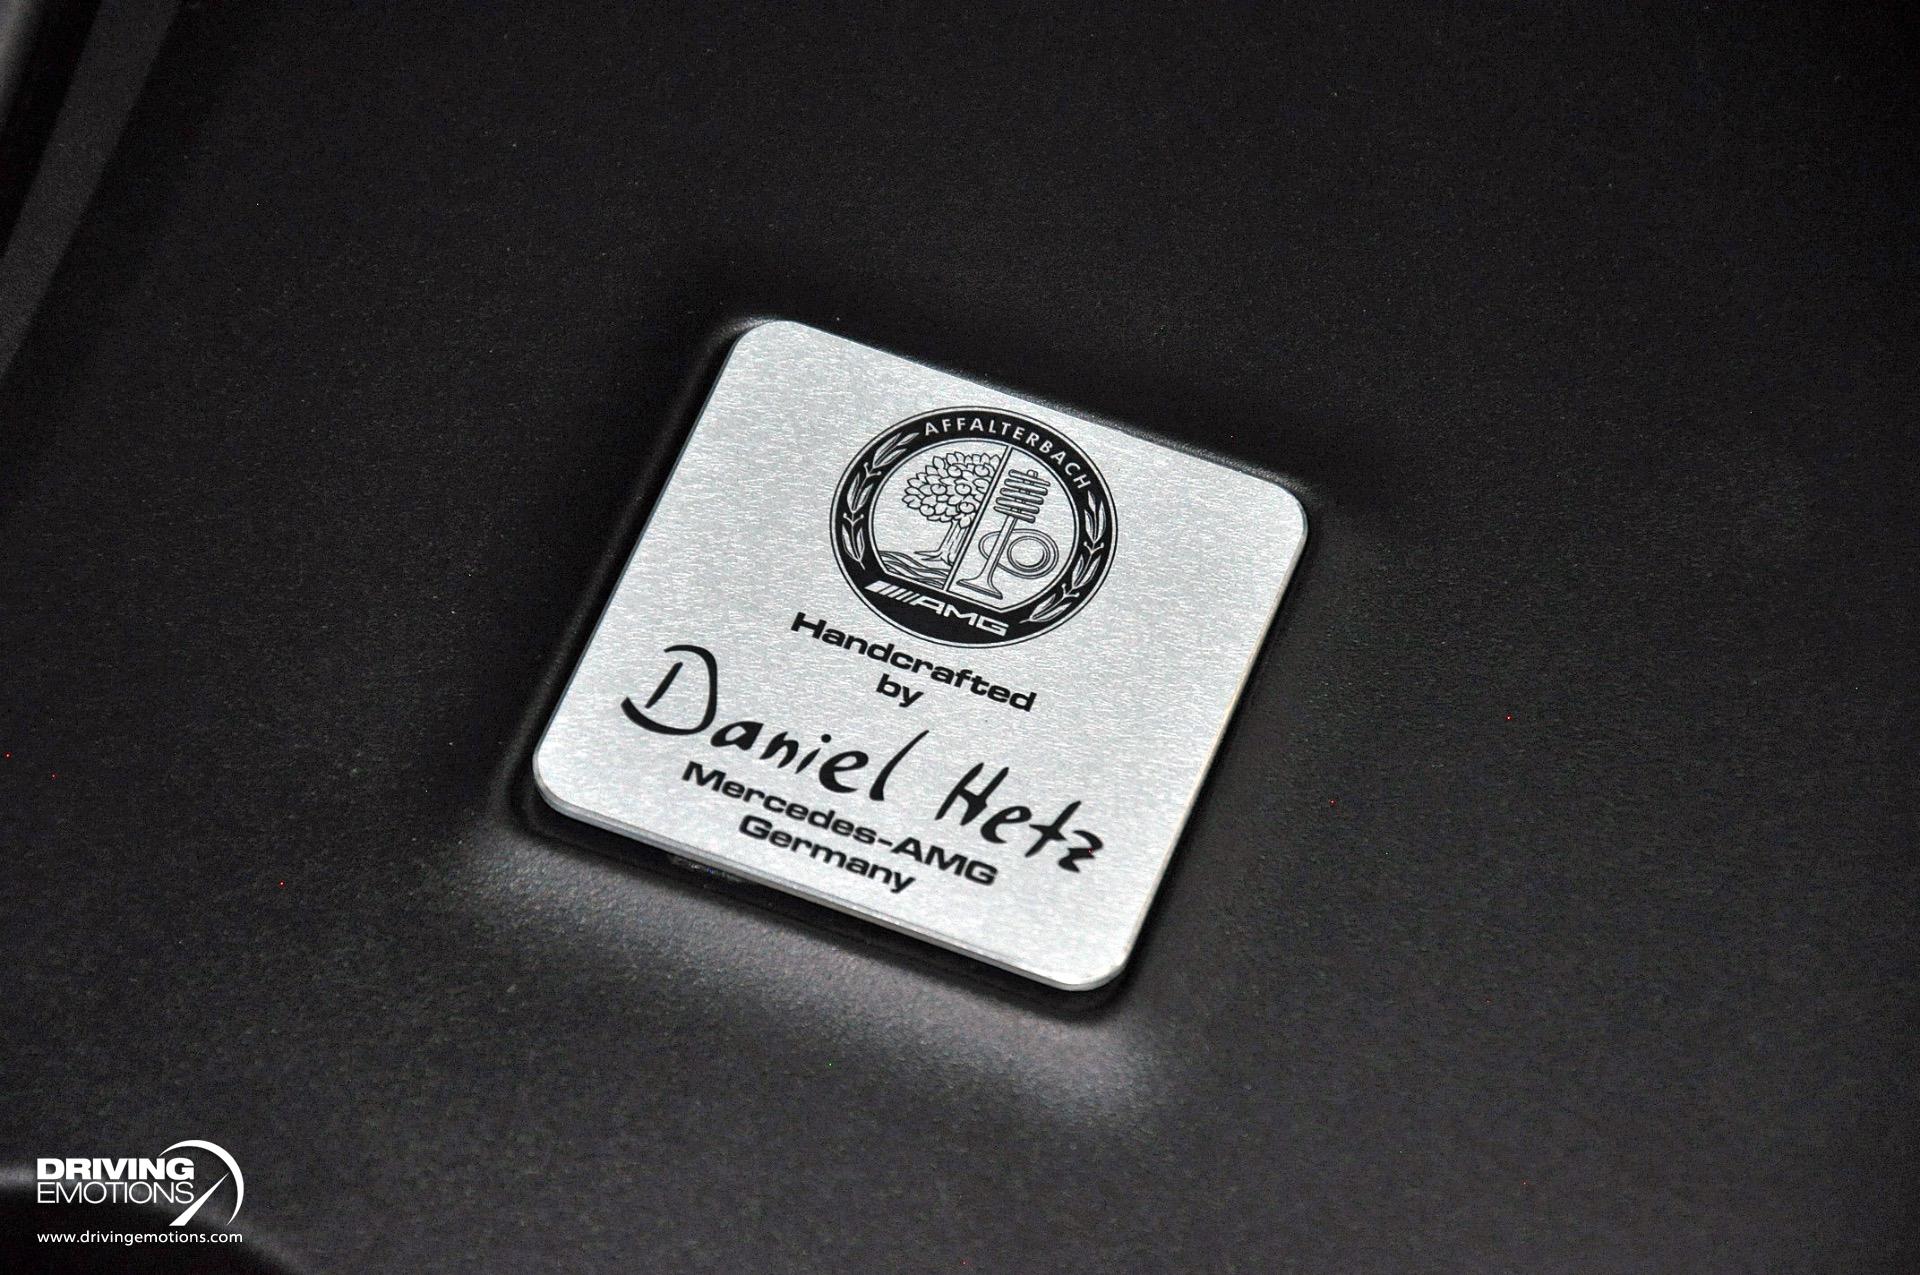 AFFALTERBACH
AMG
Handcrafted
by
Daniel Hetz
Mercedes-AMG
Germany
DRIVING
EMOTIONS
www.drivingemotions.com